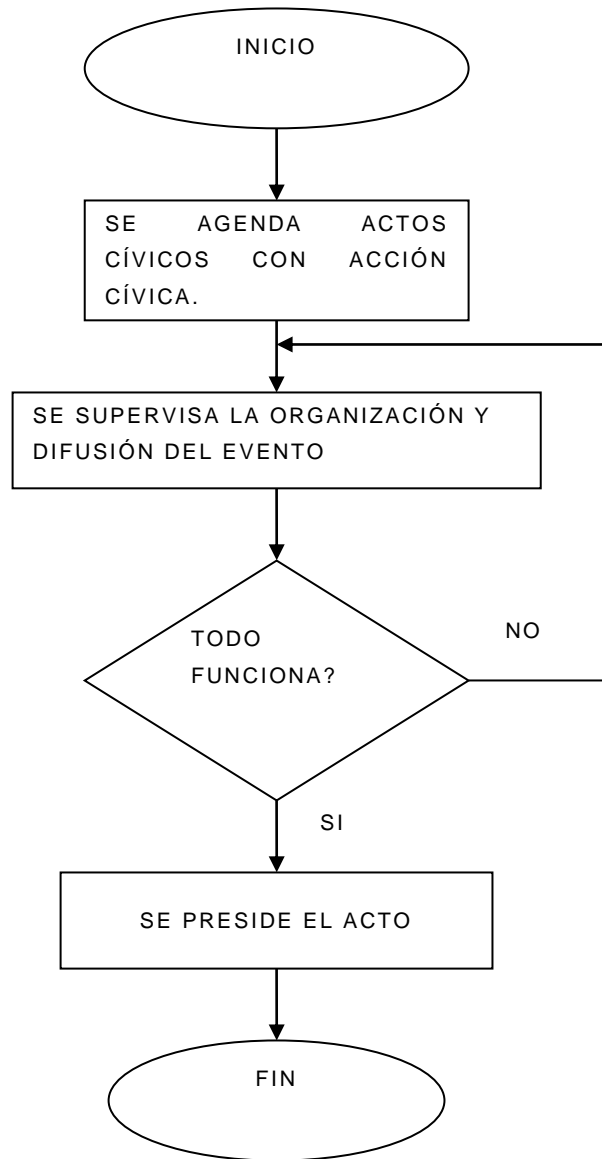 INICIO
SE AGENDA ACTOS
CÍVICOS CON ACCIÓN
CÍVICA.
SE SUPERVISA LA ORGANIZACIÓN Y
DIFUSIÓN DEL EVENTO
TODO
FUNCIONA?
NO
SI
SE PRESIDE EL ACTO
FIN